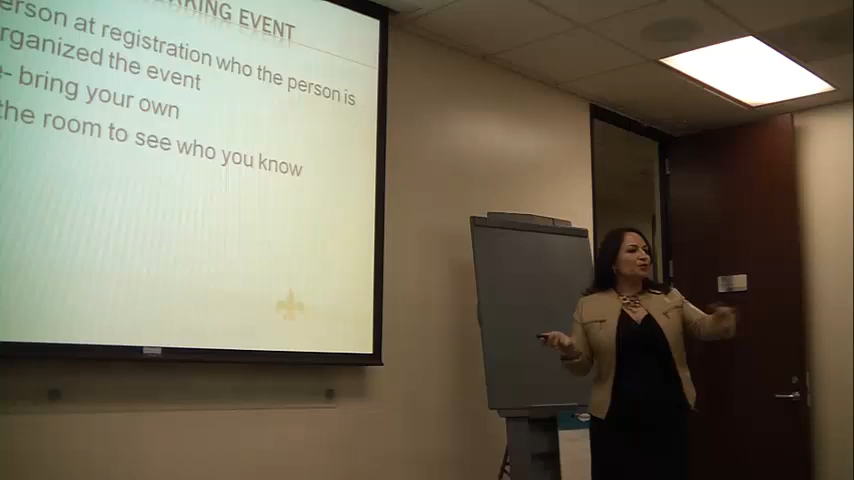 KING EVENT
erson at registration who the person is
rganized the event
- bring your own
the room to see who you know